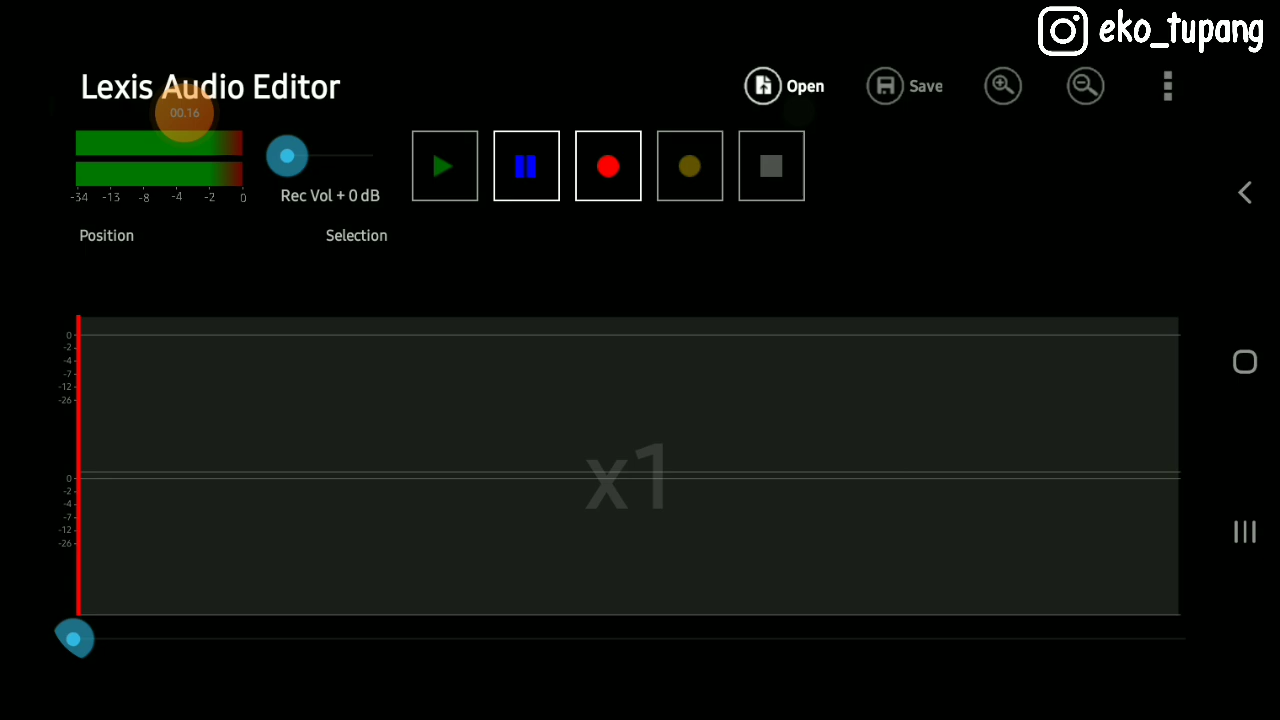 eko_tupang
Lexis Audio Editor
Open
Save
00.16
-34 -13 -8 -4 -2 0
Rec Vol + 0 dB
Position
Selection
0
-2
-4
-7
-12
-26
x1
0
-2
-4
-7
-12
-26